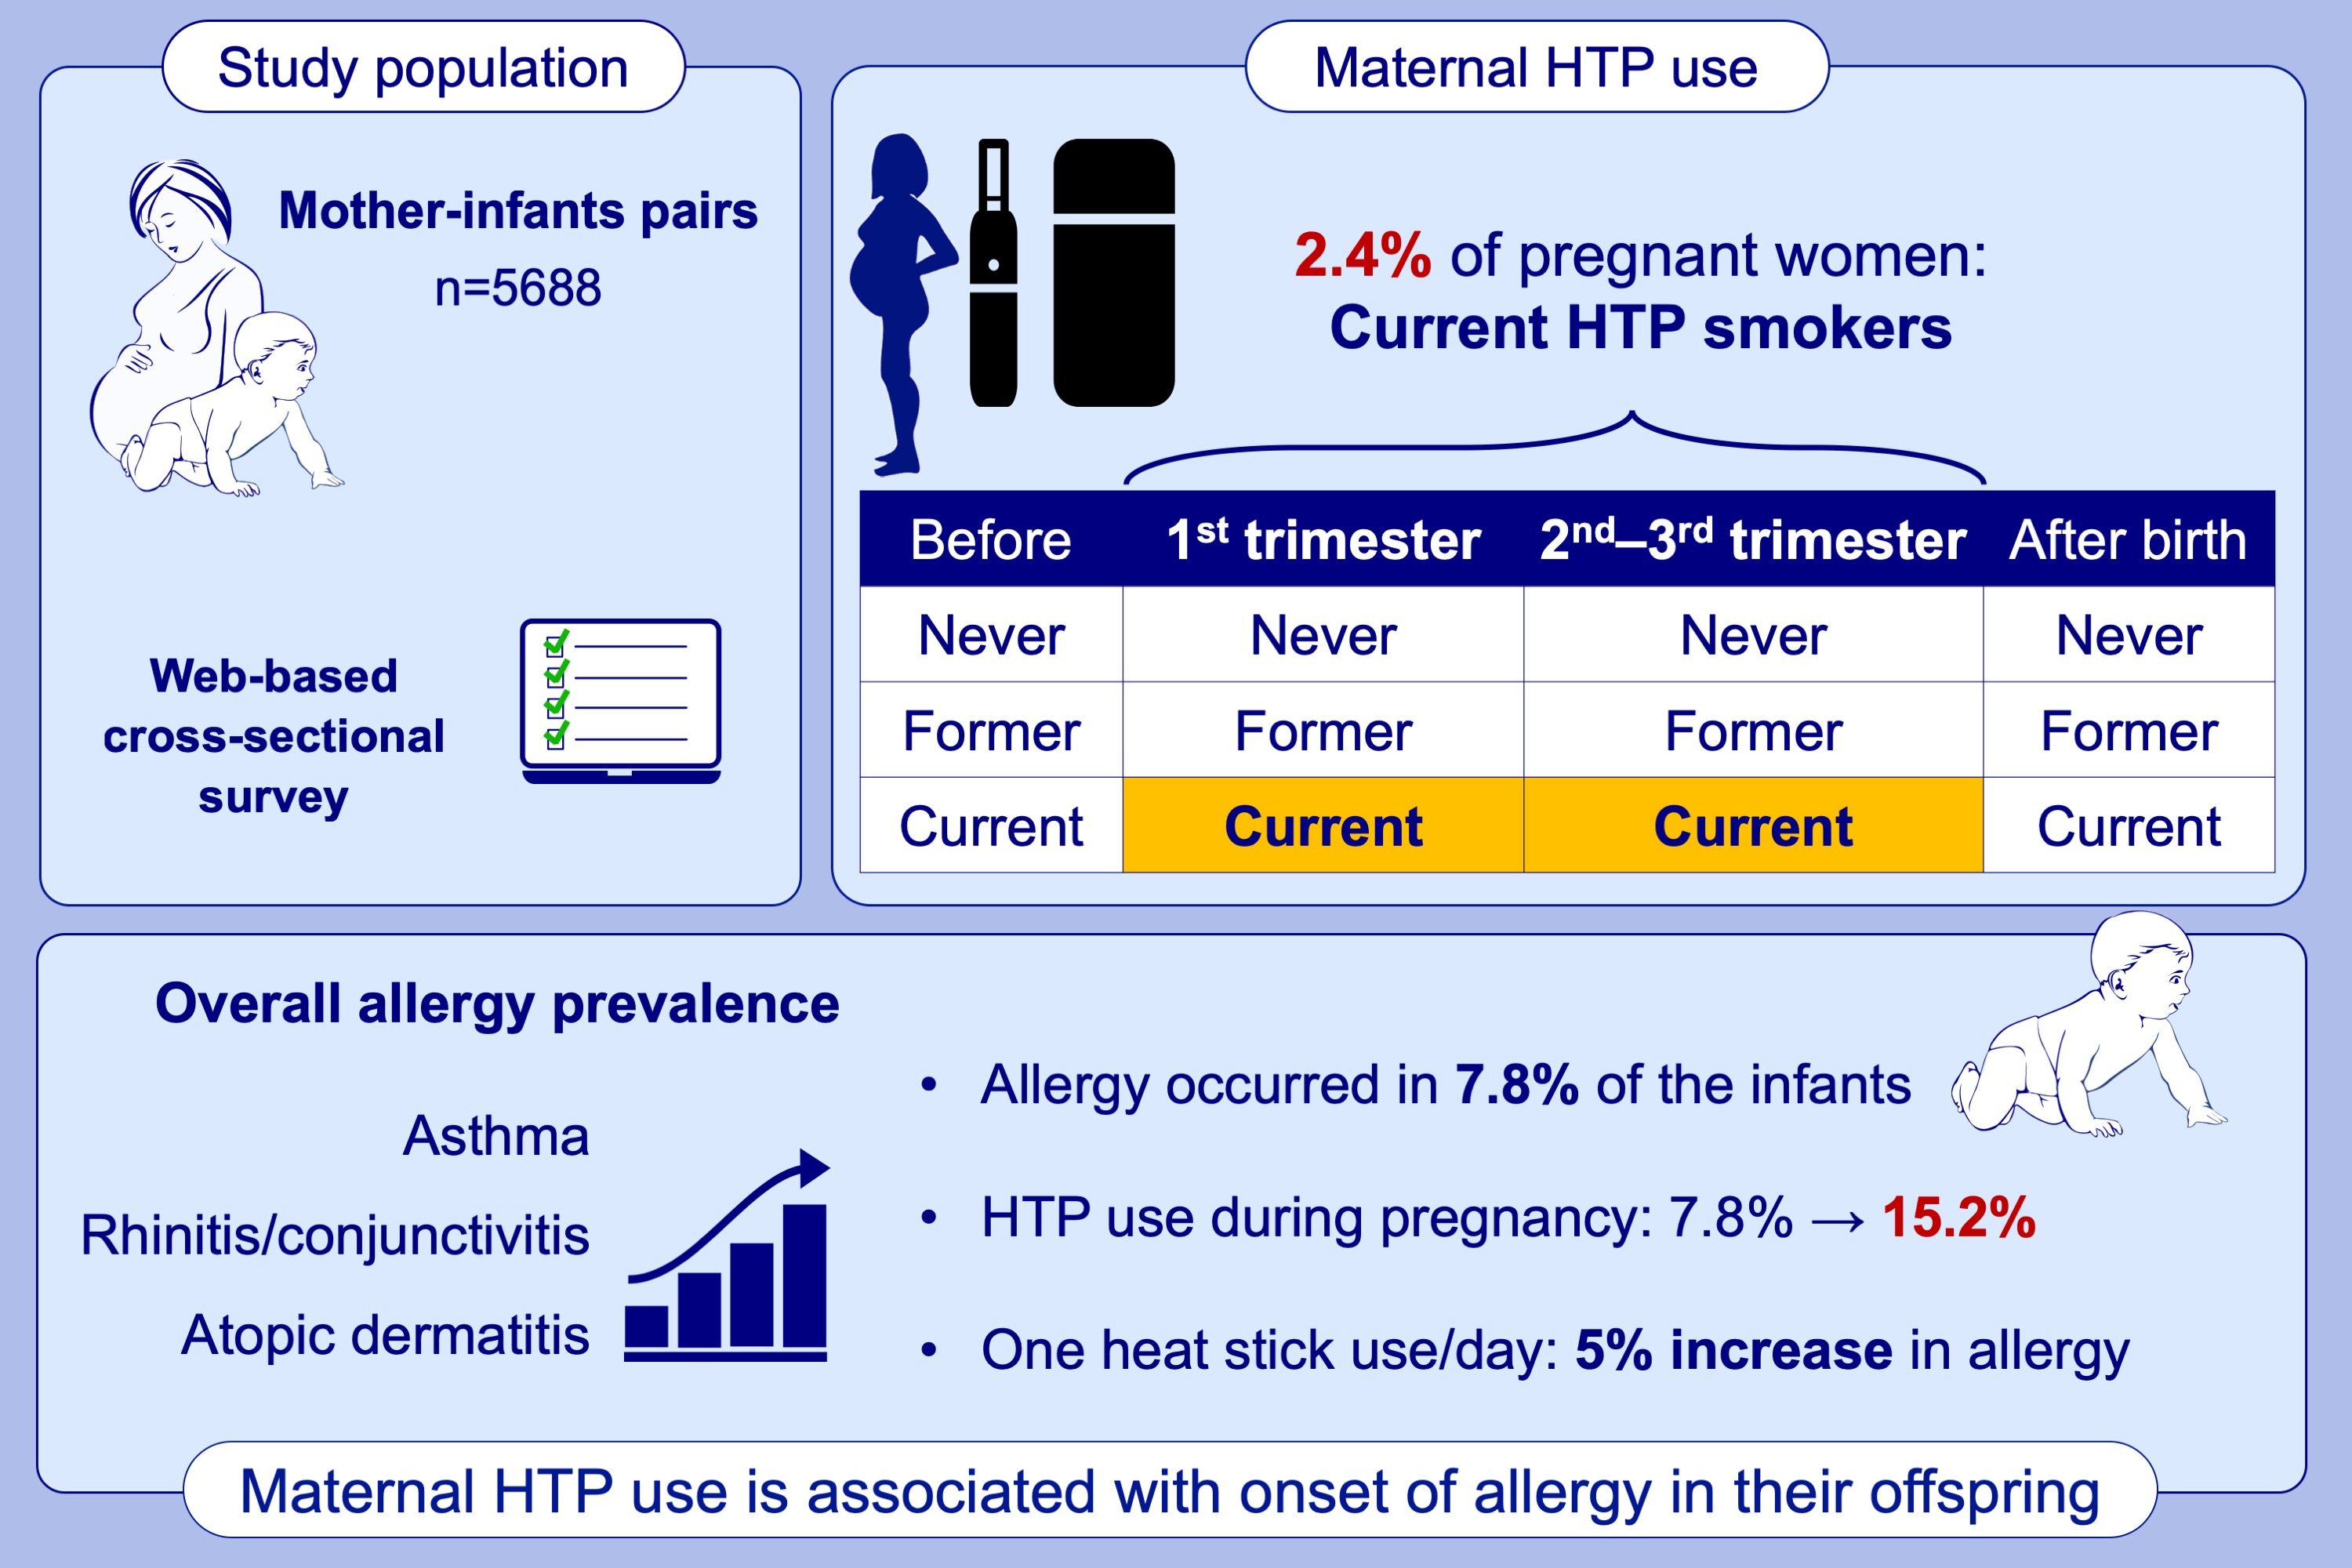 Study population
Mother-infants pairs
n=5688
Web-based
cross-sectional
survey
Maternal HTP use
2.4% of pregnant women:
Current HTP smokers
Before 1st trimester 2nd–3rd trimester After birth
Never Never Never Never
Former Former Former Former
Current Current Current Current
Overall allergy prevalence
Asthma
Rhinitis/conjunctivitis
Atopic dermatitis
• Allergy occurred in 7.8% of the infants
• HTP use during pregnancy: 7.8% → 15.2%
• One heat stick use/day: 5% increase in allergy
Maternal HTP use is associated with onset of allergy in their offspring